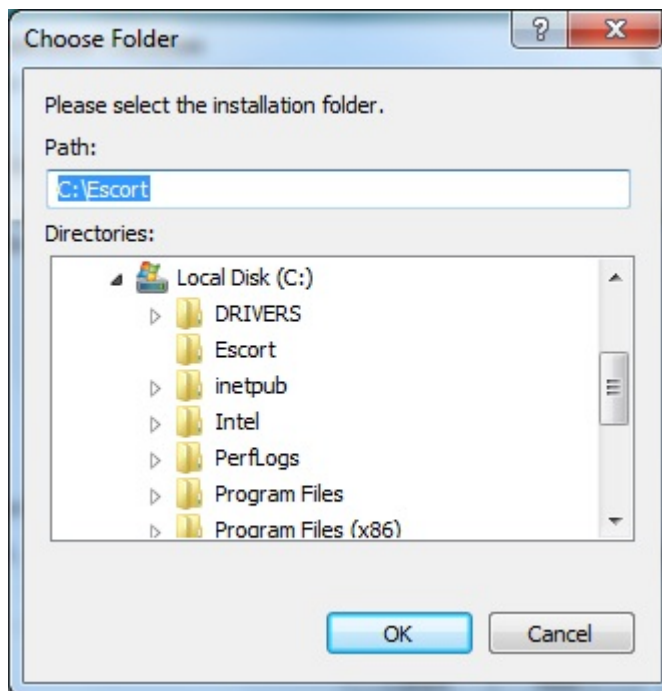 Choose Folder
Please select the installation folder.
Path:
C:\Escort
Directories:
Local Disk (C:)
DRIVERS
Escort
inetpub
Intel
PerfLogs
Program Files
Program Files (x86)
OK Cancel